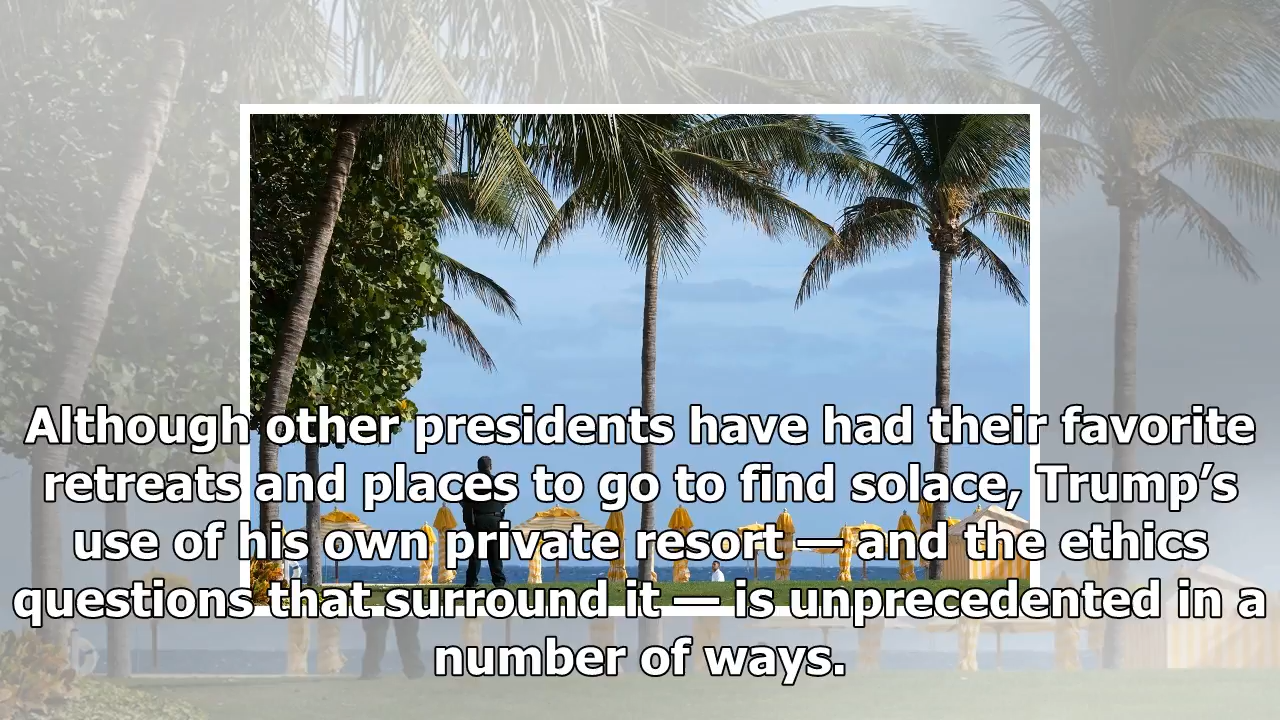 Although other presidents have had their favorite
retreats and places to go to find solace, Trump’s
use of his own private resort — and the ethics
questions that surround it — is unprecedented in a
number of ways.